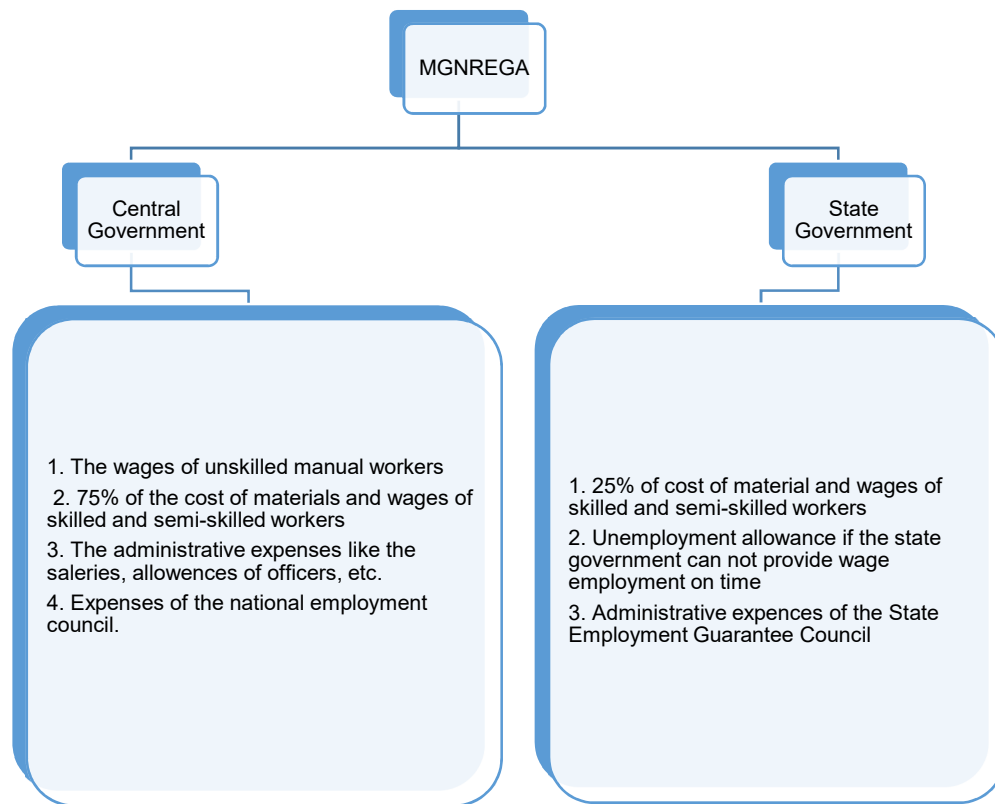 MGNREGA
Central
Government
State
Government
1. The wages of unskilled manual workers
2. 75% of the cost of materials and wages of
skilled and semi-skilled workers
3. The administrative expenses like the
saleries, allowences of officers, etc.
4. Expenses of the national employment
council.
1. 25% of cost of material and wages of
skilled and semi-skilled workers
2. Unemployment allowance if the state
government can not provide wage
employment on time
3. Administrative expences of the State
Employment Guarantee Council